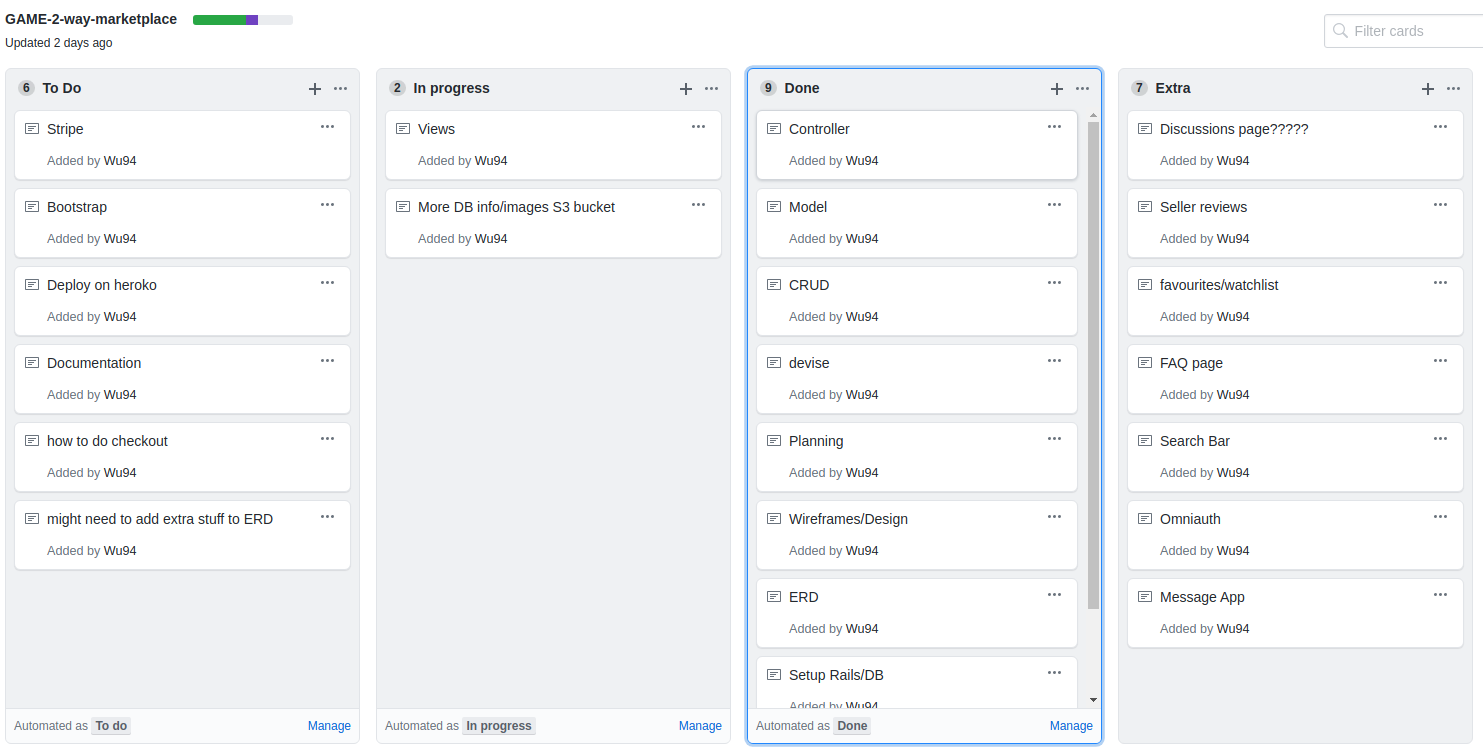 GAME-2-way-marketplace
Updated 2 days ago
Filter cards
6 To Do
Stripe
Added by Wu94
Bootstrap
Added by Wu94
Deploy on heroko
Added by Wu94
Documentation
Added by Wu94
how to do checkout
Added by Wu94
might need to add extra stuff to ERD
Added by Wu94
Automated as To do
Manage
2 In progress
Views
Added by Wu94
More DB info/images S3 bucket
Added by Wu94
Automated as In progress
Manage
9 Done
Controller
Added by Wu94
Model
Added by Wu94
CRUD
Added by Wu94
devise
Added by Wu94
Planning
Added by Wu94
Wireframes/Design
Added by Wu94
ERD
Added by Wu94
Setup Rails/DB
Added by Wu94
Automated as Done
Manage
7 Extra
Discussions page?????
Added by Wu94
Seller reviews
Added by Wu94
favourites/watchlist
Added by Wu94
FAQ page
Added by Wu94
Search Bar
Added by Wu94
Omniauth
Added by Wu94
Message App
Added by Wu94